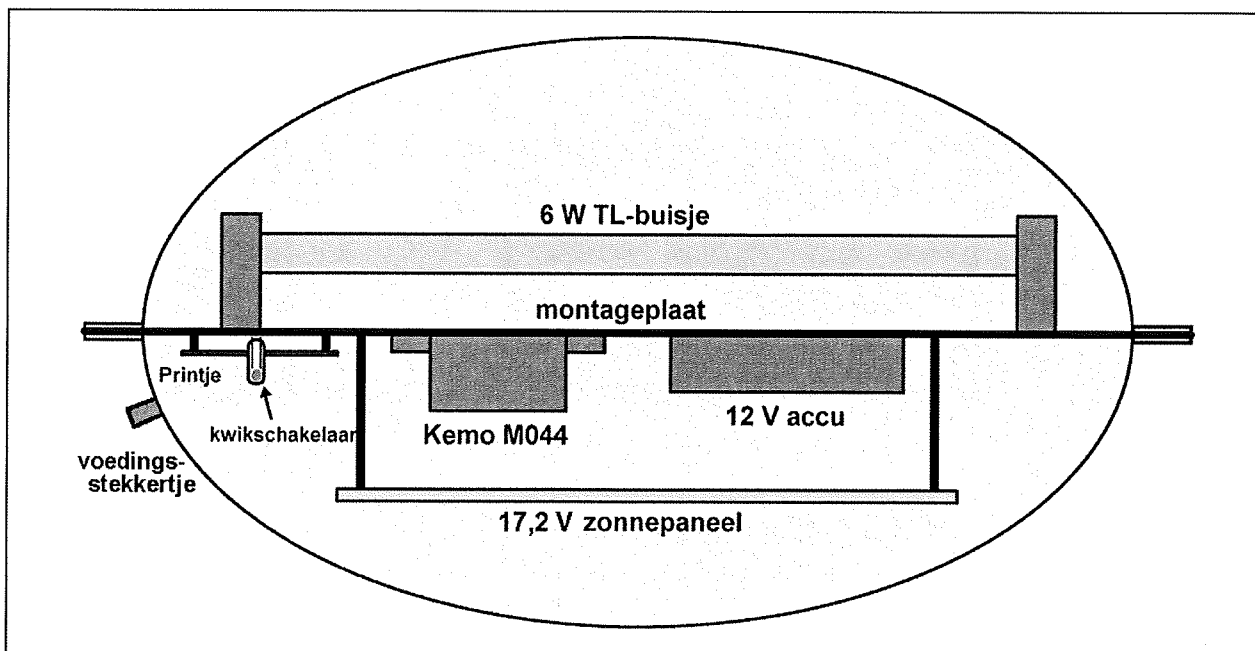 6 W TL-buisje
montageplaat
Printje
kwikschakelaar
Kemo M044
12 V accu
voedings-
stekkertje
17,2 V zonnepaneel